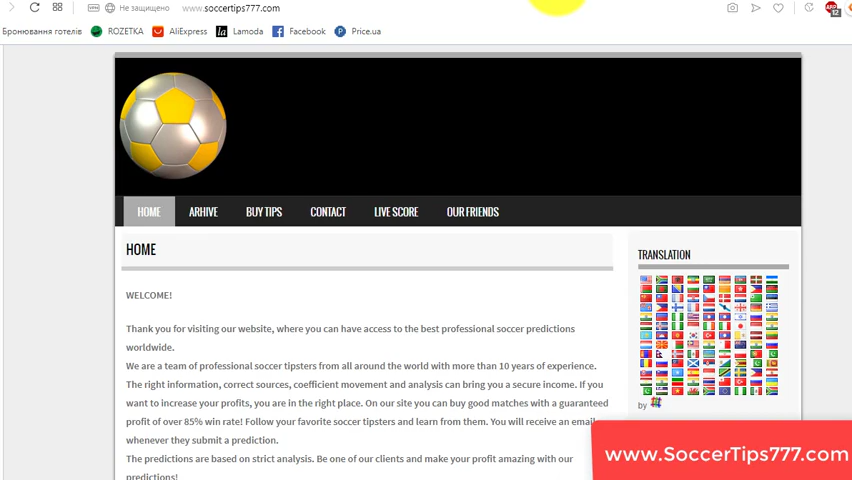 VPN Не защищено www.soccertips777.com
Бронювання готелів ROZETKA AliExpress la Lamoda Facebook P Price.ua
HOME ARHIVE BUY TIPS CONTACT LIVE SCORE OUR FRIENDS
HOME
WELCOME!
Thank you for visiting our website, where you can have access to the best professional soccer predictions
worldwide.
We are a team of professional soccer tipsters from all around the world with more than 10 years of experience.
The right information, correct sources, coefficient movement and analysis can bring you a secure income. If you
want to increase your profits, you are in the right place. On our site you can buy good matches with a guaranteed
profit of over 85% win rate! Follow your favorite soccer tipsters and learn from them. You will receive an email
whenever they submit a prediction.
The predictions are based on strict analysis. Be one of our clients and make your profit amazing with our
predictions!
TRANSLATION
by
www.SoccerTips777.com